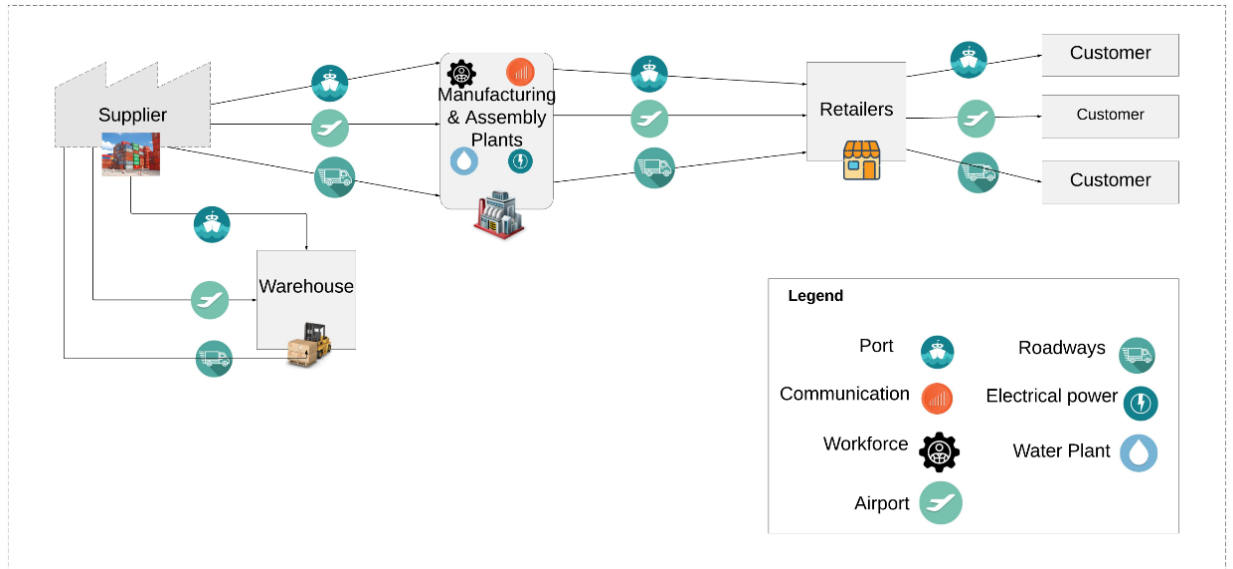 Supplier
Manufacturing
& Assembly
Plants
Retailers
Customer
Customer
Customer
Warehouse
Legend
Port
Roadways
Communication
Electrical power
Workforce
Water Plant
Airport